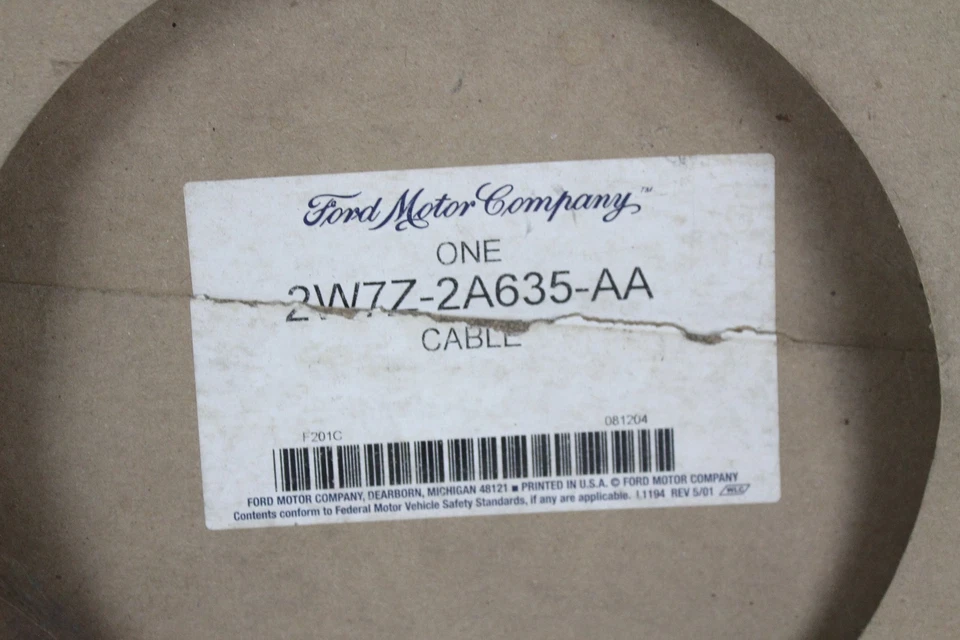 Ford Motor Company™
ONE
2W7Z-2A635-AA
CABLE
F201C 081204
FORD MOTOR COMPANY, DEARBORN, MICHIGAN 48121 ■ PRINTED IN U.S.A. © FORD MOTOR COMPANY
Contents conform to Federal Motor Vehicle Safety Standards, if any are applicable. L1194 REV 5/01 WLC